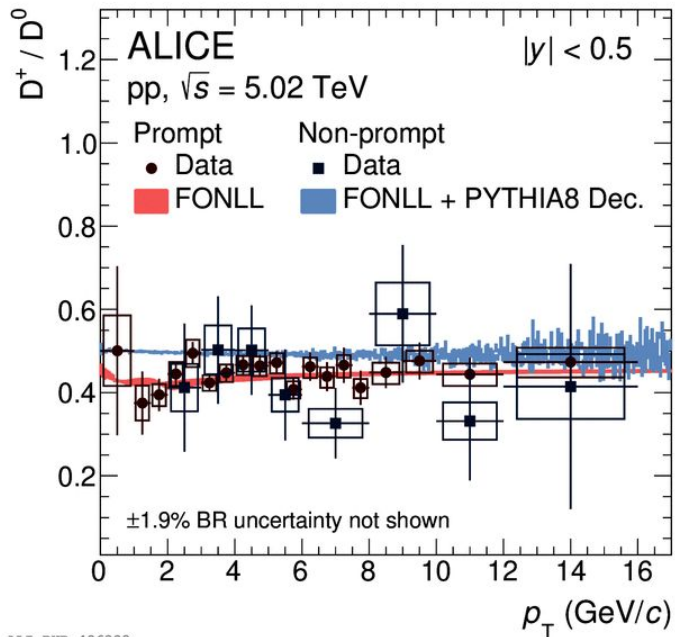 D⁺ / D⁰
ALICE
|y| < 0.5
pp, √s = 5.02 TeV
Prompt
Non-prompt
Data
Data
FONLL
FONLL + PYTHIA8 Dec.
1.2
1.0
0.8
0.6
0.4
0.2
±1.9% BR uncertainty not shown
0 2 4 6 8 10 12 14 16
p_T (GeV/c)